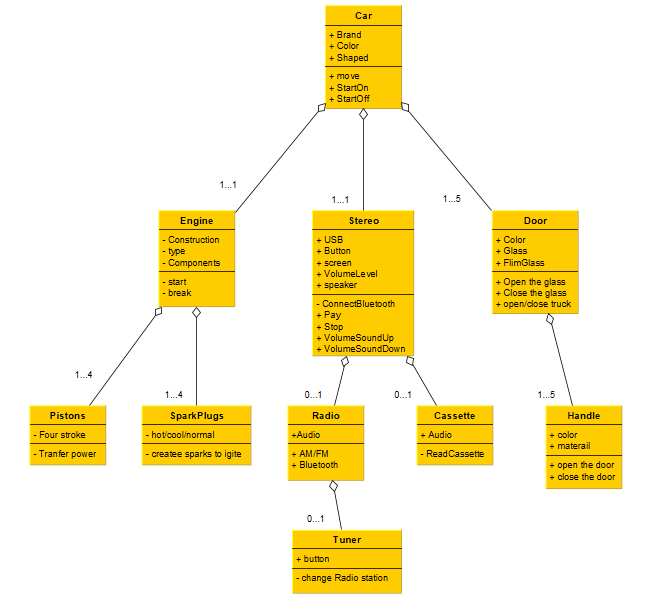 Car
+ Brand
+ Color
+ Shaped
+ move
+ StartOn
+ StartOff
1...1
1...1
1...5
Engine
- Construction
- type
- Components
- start
- break
Stereo
+ USB
+ Button
+ screen
+ VolumeLevel
+ speaker
- ConnectBluetooth
+ Pay
+ Stop
+ VolumeSoundUp
+ VolumeSoundDown
Door
+ Color
+ Glass
+ FlimGlass
+ Open the glass
+ Close the glass
+ open/close truck
1...4
1...4
0...1
0...1
1...5
Pistons
- Four stroke
- Tranfer power
SparkPlugs
- hot/cool/normal
- createe sparks to igite
Radio
+Audio
+ AM/FM
+ Bluetooth
Cassette
+ Audio
- ReadCassette
Handle
+ color
+ materail
+ open the door
+ close the door
0...1
Tuner
+ button
- change Radio station